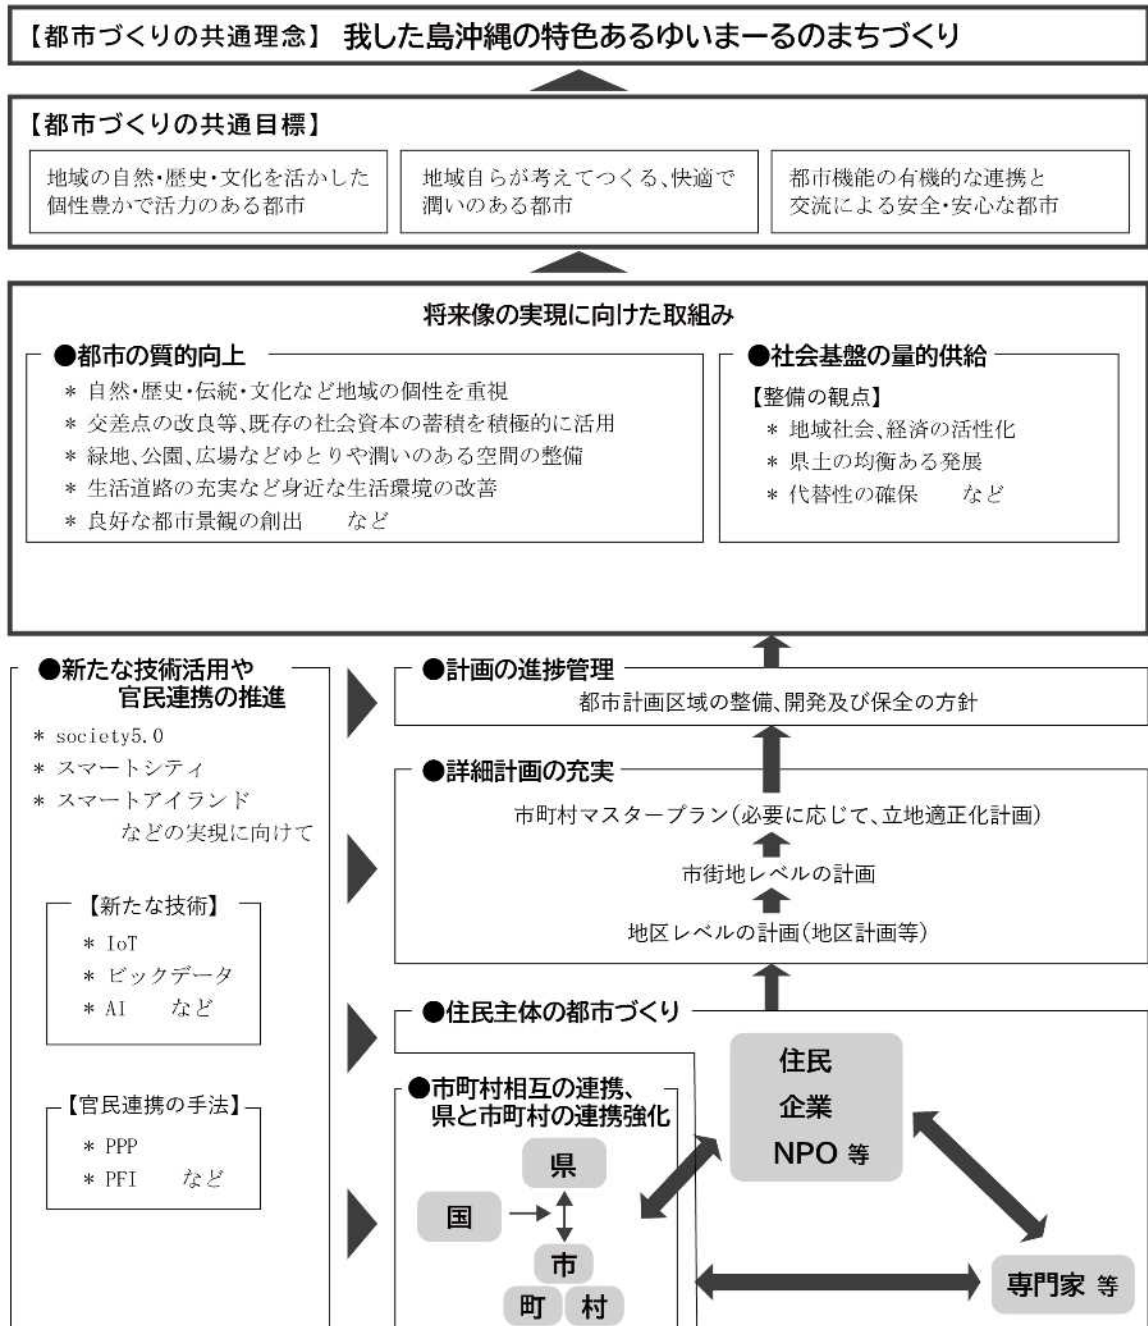 【都市づくりの共通理念】 我した島沖縄の特色あるゆいまーるのまちづくり
【都市づくりの共通目標】
地域の自然・歴史・文化を活かした
個性豊かで活力のある都市
地域自らが考えてつくる、快適で
潤いのある都市
都市機能の有機的な連携と
交流による安全・安心な都市
将来像の実現に向けた取組み
●都市の質的向上
* 自然・歴史・伝統・文化など地域の個性を重視
* 交差点の改良等、既存の社会資本の蓄積を積極的に活用
* 緑地、公園、広場などゆとりや潤いのある空間の整備
* 生活道路の充実など身近な生活環境の改善
* 良好な都市景観の創出 など
●社会基盤の量的供給
【整備の観点】
* 地域社会、経済の活性化
* 県土の均衡ある発展
* 代替性の確保 など
●新たな技術活用や
官民連携の推進
* society5.0
* スマートシティ
* スマートアイランド
などの実現に向けて
【新たな技術】
* IoT
* ビックデータ
* AI など
【官民連携の手法】
* PPP
* PFI など
●計画の進捗管理
都市計画区域の整備、開発及び保全の方針
●詳細計画の充実
市町村マスタープラン(必要に応じて、立地適正化計画)
市街地レベルの計画
地区レベルの計画(地区計画等)
●住民主体の都市づくり
住民
企業
NPO 等
●市町村相互の連携、
県と市町村の連携強化
県
国
市
町 村
専門家 等